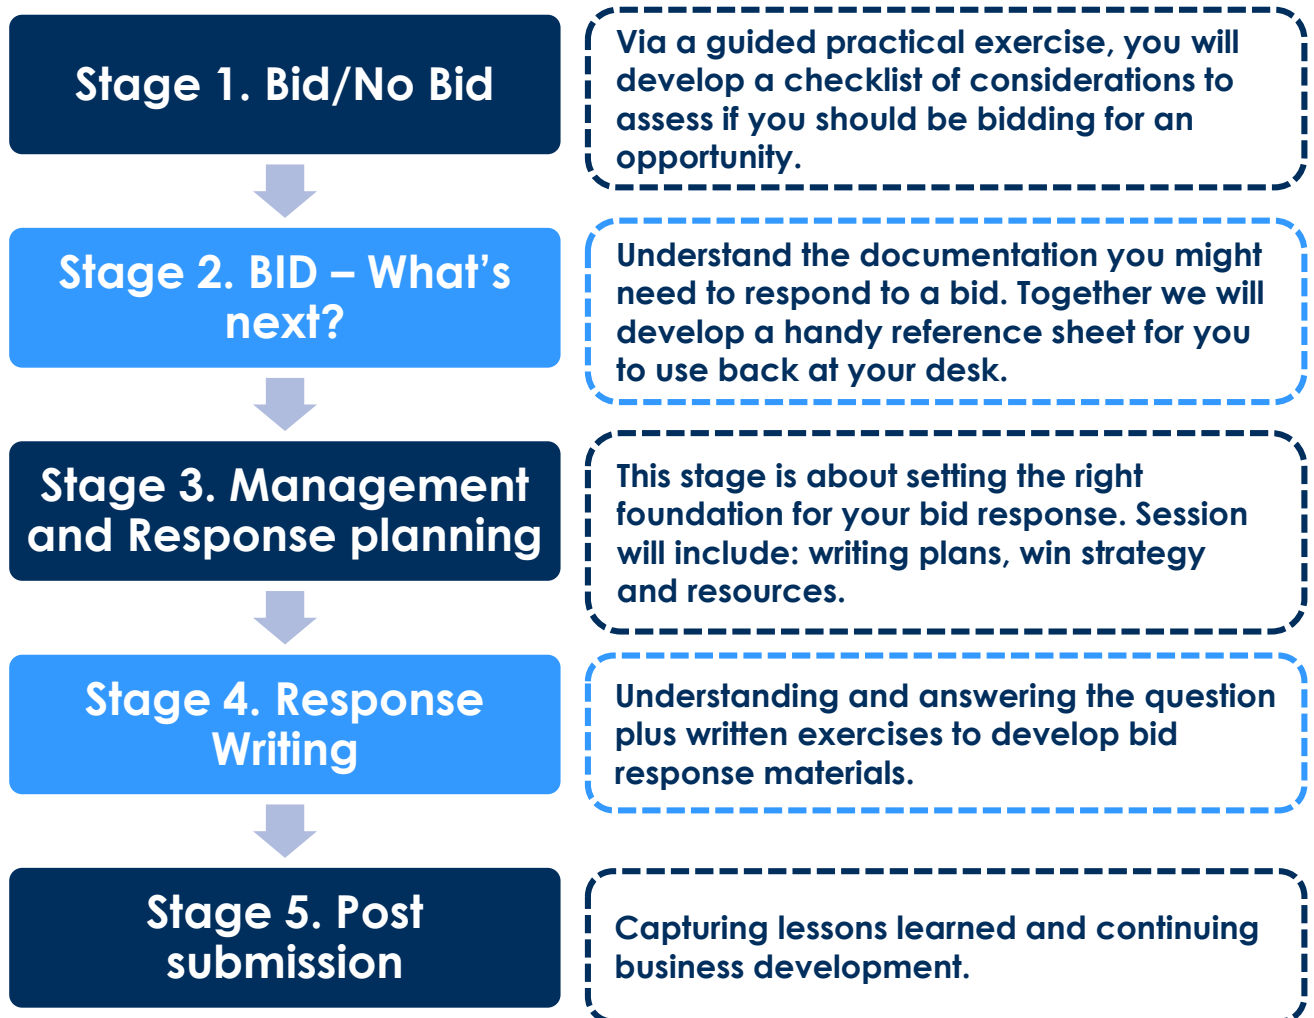 Stage 1. Bid/No Bid
Via a guided practical exercise, you will
develop a checklist of considerations to
assess if you should be bidding for an
opportunity.
Stage 2. BID – What’s
next?
Understand the documentation you might
need to respond to a bid. Together we will
develop a handy reference sheet for you
to use back at your desk.
Stage 3. Management
and Response planning
This stage is about setting the right
foundation for your bid response. Session
will include: writing plans, win strategy
and resources.
Stage 4. Response
Writing
Understanding and answering the question
plus written exercises to develop bid
response materials.
Stage 5. Post
submission
Capturing lessons learned and continuing
business development.